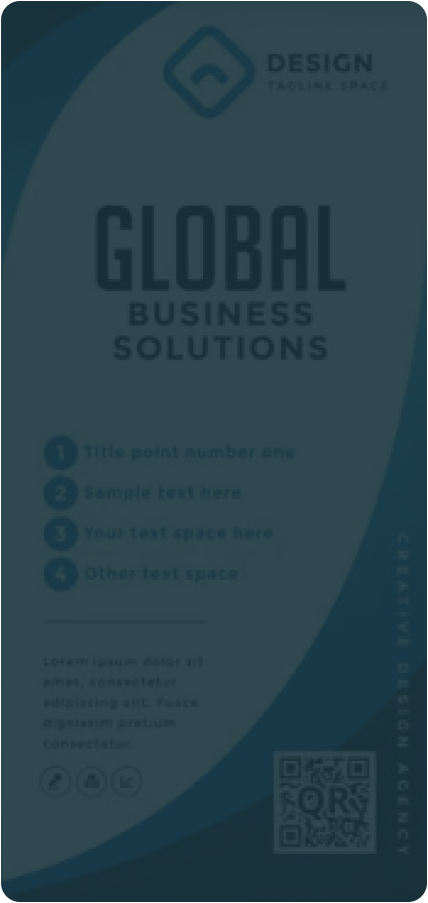 DESIGN
TAGLINE SPACE
GLOBAL
BUSINESS
SOLUTIONS
1 Title point number one
2 Sample text here
3 Your text space here
4 Other text space
Lorem ipsum dolor sit
amet, consectetur
adipiscing elit. Fusce
dignissim pretium
consectetur.
QR
CREATIVE DESIGN AGENCY